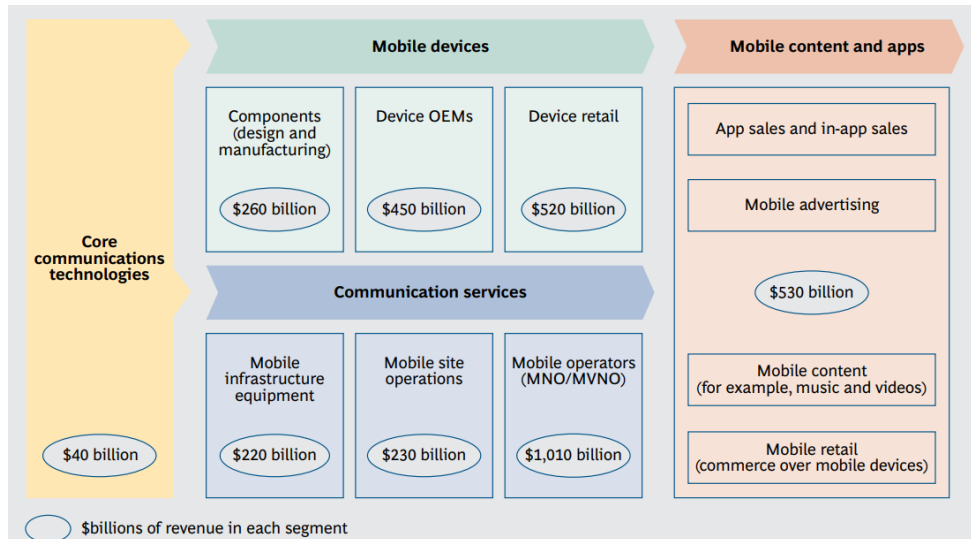 Core
communications
technologies
$40 billion
Mobile devices
Components
(design and
manufacturing)
$260 billion
Device OEMs
$450 billion
Device retail
$520 billion
Communication services
Mobile
infrastructure
equipment
$220 billion
Mobile site
operations
$230 billion
Mobile operators
(MNO/MVNO)
$1,010 billion
Mobile content and apps
App sales and in-app sales
Mobile advertising
$530 billion
Mobile content
(for example, music and videos)
Mobile retail
(commerce over mobile devices)
$billions of revenue in each segment